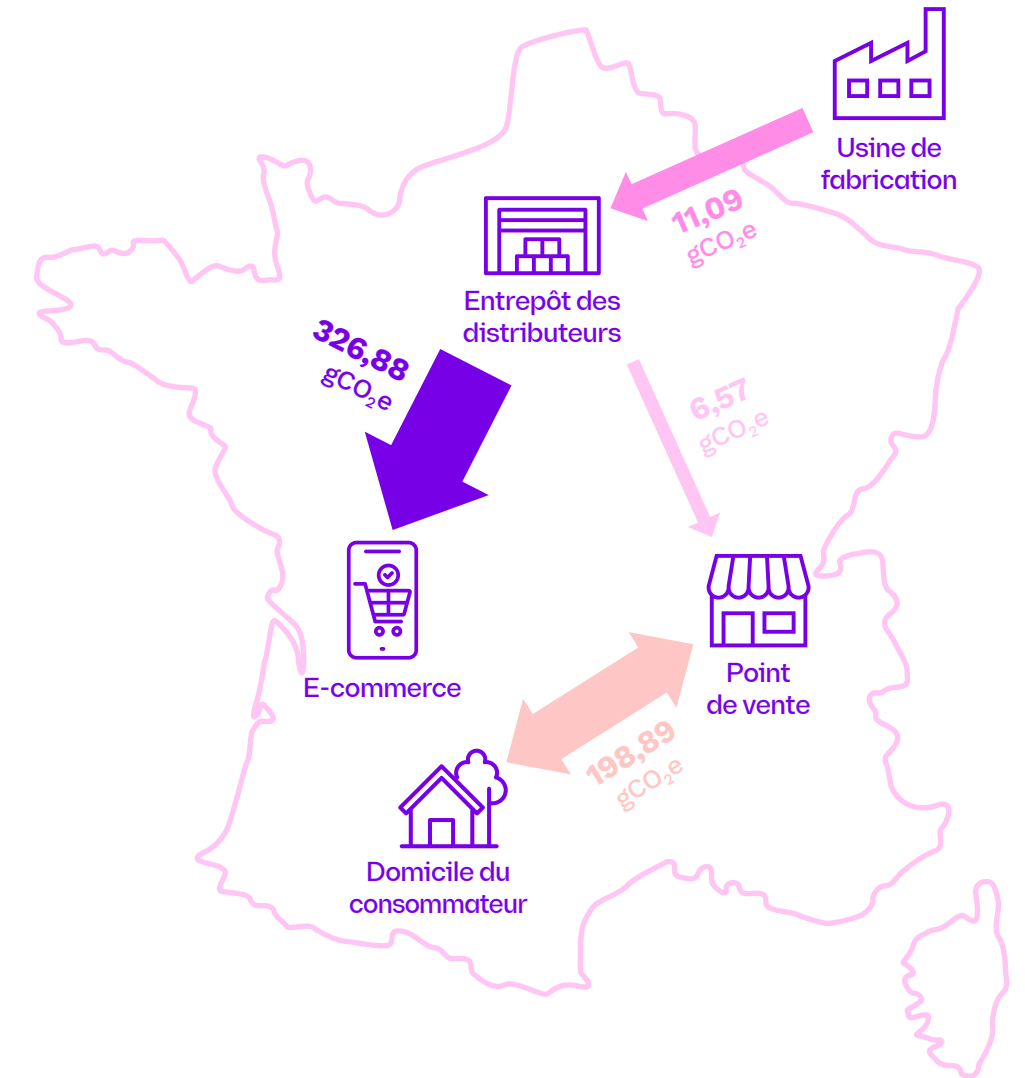 Usine de
fabrication
11,09
gCO₂e
Entrepôt des
distributeurs
326,88
gCO₂e
6,57
gCO₂e
E-commerce
Point
de vente
198,89
gCO₂e
Domicile du
consommateur